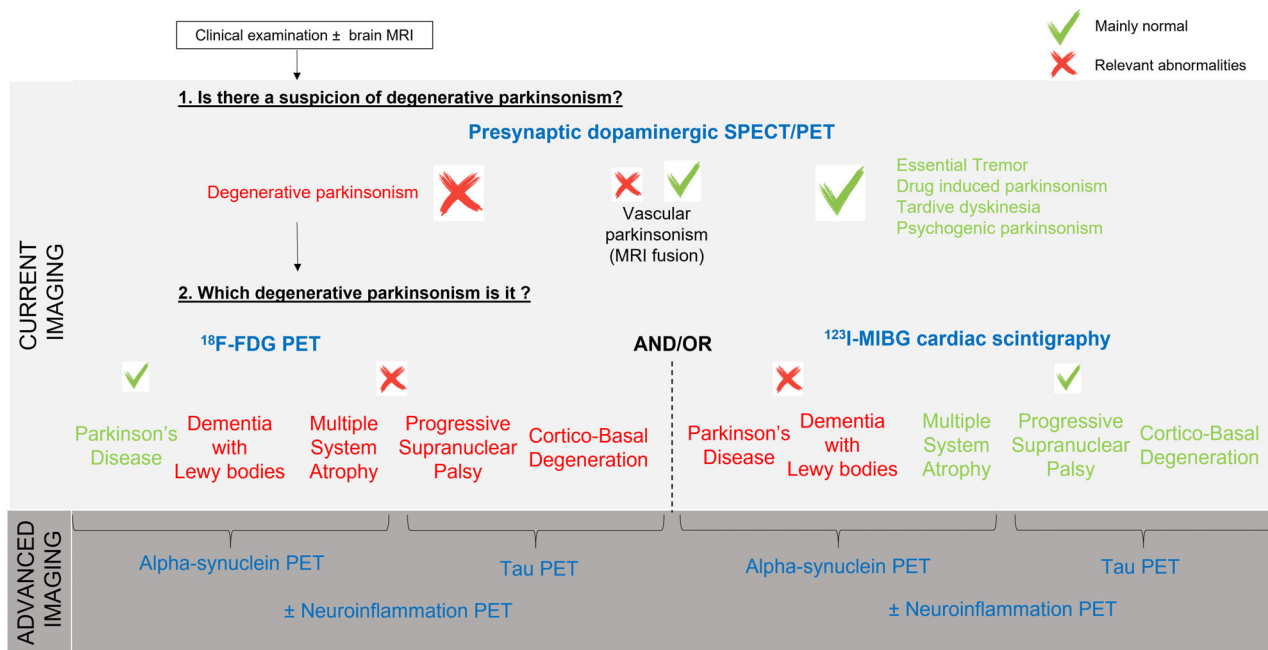 Clinical examination ± brain MRI
Mainly normal
Relevant abnormalities
CURRENT
IMAGING
1. Is there a suspicion of degenerative parkinsonism?
Presynaptic dopaminergic SPECT/PET
Degenerative parkinsonism
Vascular
parkinsonism
(MRI fusion)
Essential Tremor
Drug induced parkinsonism
Tardive dyskinesia
Psychogenic parkinsonism
2. Which degenerative parkinsonism is it ?
¹⁸F-FDG PET
AND/OR
¹²³I-MIBG cardiac scintigraphy
Parkinson's
Disease
Dementia
with
Lewy bodies
Multiple
System
Atrophy
Progressive
Supranuclear
Palsy
Cortico-Basal
Degeneration
Parkinson's
Disease
Dementia
with
Lewy bodies
Multiple
System
Atrophy
Progressive
Supranuclear
Palsy
Cortico-Basal
Degeneration
ADVANCED
IMAGING
Alpha-synuclein PET
Tau PET
Alpha-synuclein PET
Tau PET
± Neuroinflammation PET
± Neuroinflammation PET